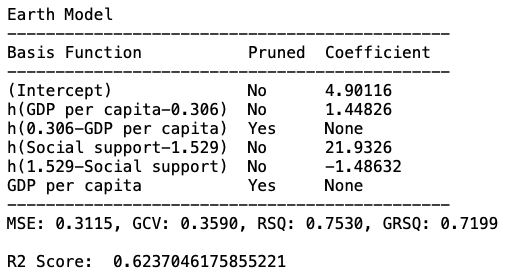 Earth Model
-------------------------------------------------
Basis Function Pruned Coefficient
-------------------------------------------------
(Intercept) No 4.90116
h(GDP per capita-0.306) No 1.44826
h(0.306-GDP per capita) Yes None
h(Social support-1.529) No 21.9326
h(1.529-Social support) No -1.48632
GDP per capita Yes None
-------------------------------------------------
MSE: 0.3115, GCV: 0.3590, RSQ: 0.7530, GRSQ: 0.7199
R2 Score: 0.6237046175855221